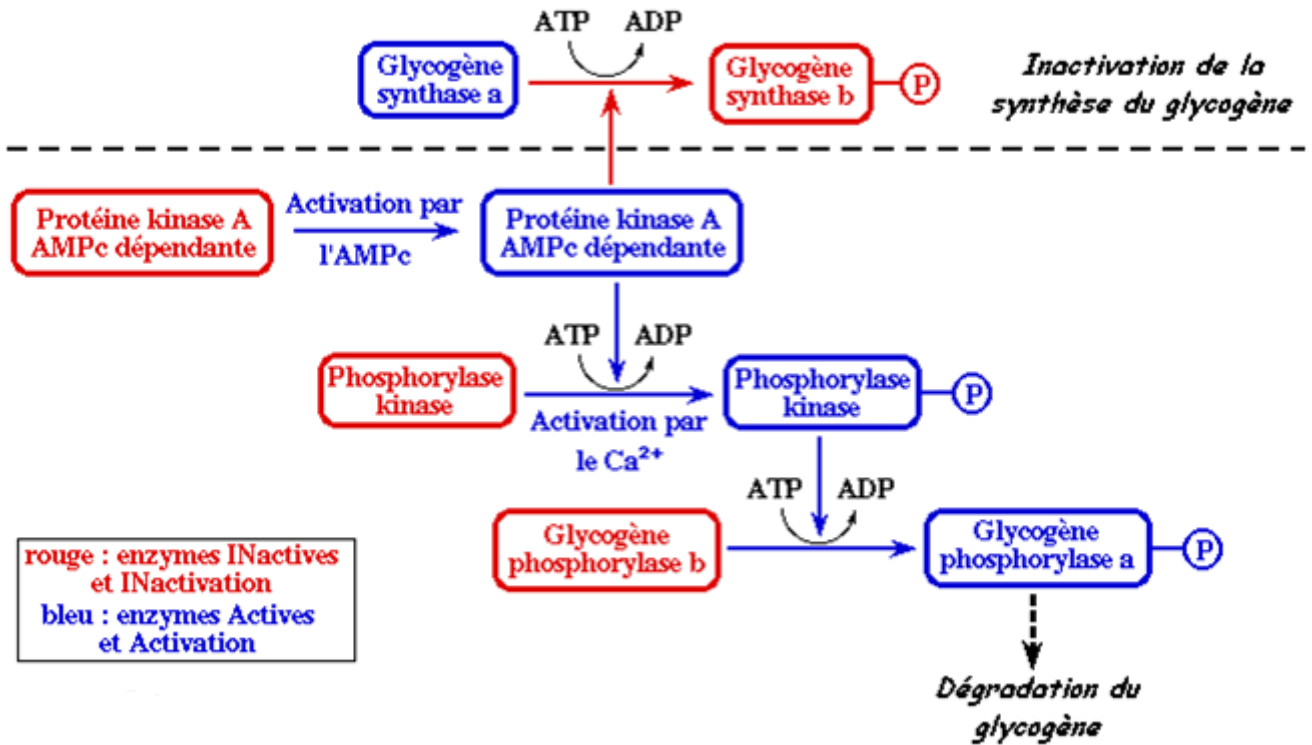 ATP ADP
Glycogène
synthase a
Glycogène
synthase b
P
Inactivation de la
synthèse du glycogène
Protéine kinase A
AMPc dépendante
Activation par
l'AMPc
Protéine kinase A
AMPc dépendante
ATP ADP
Phosphorylase
kinase
Activation par
le Ca²⁺
Phosphorylase
kinase
P
ATP ADP
Glycogène
phosphorylase b
Glycogène
phosphorylase a
P
rouge : enzymes INactives
et INactivation
bleu : enzymes Actives
et Activation
Dégradation du
glycogène